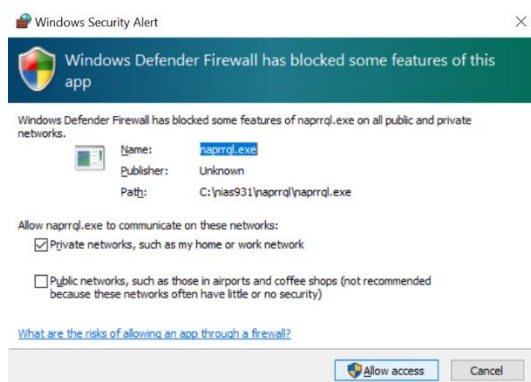 Windows Security Alert
Windows Defender Firewall has blocked some features of this
app
Windows Defender Firewall has blocked some features of naprrql.exe on all public and private
networks.
Name: naprrql.exe
Publisher: Unknown
Path: C:\nias931\naprrql\naprrql.exe
Allow naprrql.exe to communicate on these networks:
Private networks, such as my home or work network
Public networks, such as those in airports and coffee shops (not recommended
because these networks often have little or no security)
What are the risks of allowing an app through a firewall?
Allow access Cancel